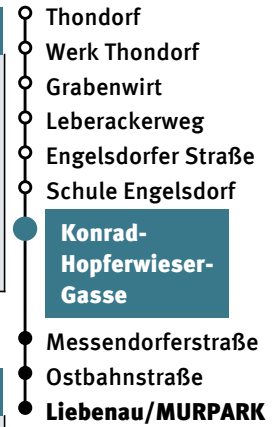 Thondorf
Werk Thondorf
Grabenwirt
Leberackerweg
Engelsdorfer Straße
Schule Engelsdorf
Konrad-
Hopferwieser-
Gasse
Messendorferstraße
Ostbahnstraße
Liebenau/MURPARK